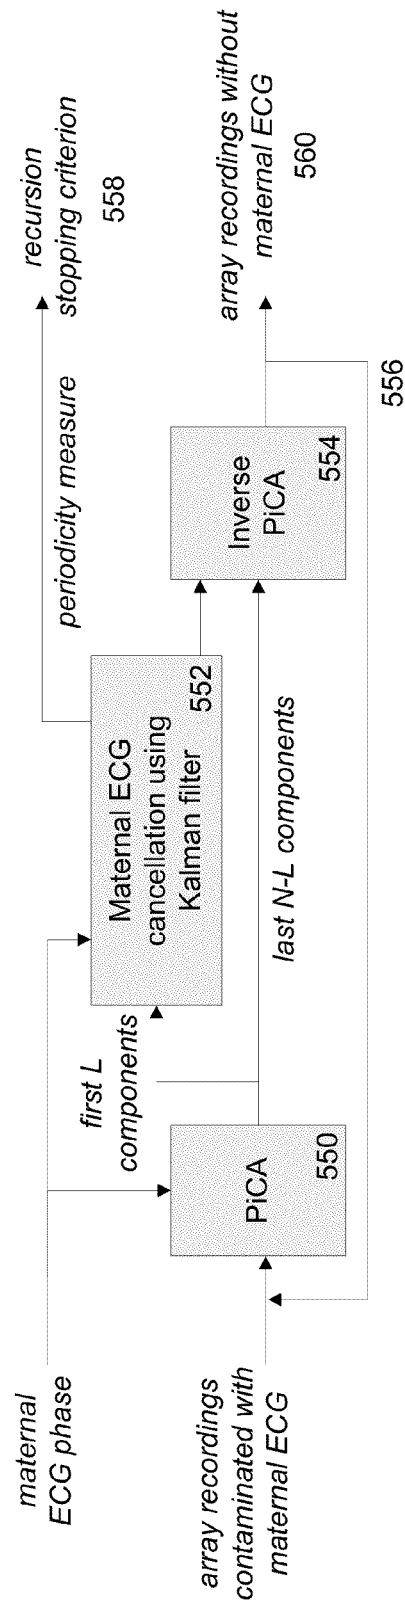 maternal
ECG phase
array recordings
contaminated with
maternal ECG
PiCA
550
first L
components
Maternal ECG
cancellation using
Kalman filter
552
last N-L components
periodicity measure
Inverse
PiCA
554
556
recursion
stopping criterion
558
array recordings without
maternal ECG
560